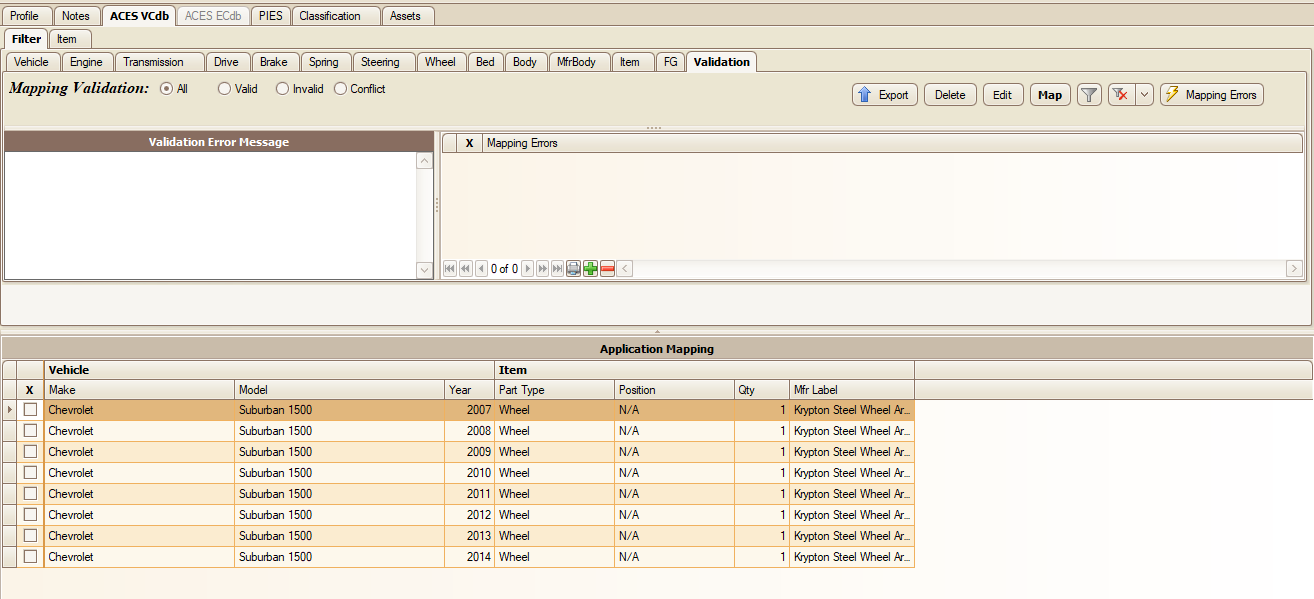 Profile Notes ACES VCdb ACES ECdb PIES Classification Assets
Filter Item
Vehicle Engine Transmission Drive Brake Spring Steering Wheel Bed Body MfrBody Item FG Validation
Mapping Validation: All Valid Invalid Conflict Export Delete Edit Map Mapping Errors
Validation Error Message X Mapping Errors
0 of 0
Application Mapping
Vehicle Item
X Make Model Year Part Type Position Qty Mfr Label
Chevrolet Suburban 1500 2007 Wheel N/A 1 Krypton Steel Wheel Ar...
Chevrolet Suburban 1500 2008 Wheel N/A 1 Krypton Steel Wheel Ar...
Chevrolet Suburban 1500 2009 Wheel N/A 1 Krypton Steel Wheel Ar...
Chevrolet Suburban 1500 2010 Wheel N/A 1 Krypton Steel Wheel Ar...
Chevrolet Suburban 1500 2011 Wheel N/A 1 Krypton Steel Wheel Ar...
Chevrolet Suburban 1500 2012 Wheel N/A 1 Krypton Steel Wheel Ar...
Chevrolet Suburban 1500 2013 Wheel N/A 1 Krypton Steel Wheel Ar...
Chevrolet Suburban 1500 2014 Wheel N/A 1 Krypton Steel Wheel Ar...